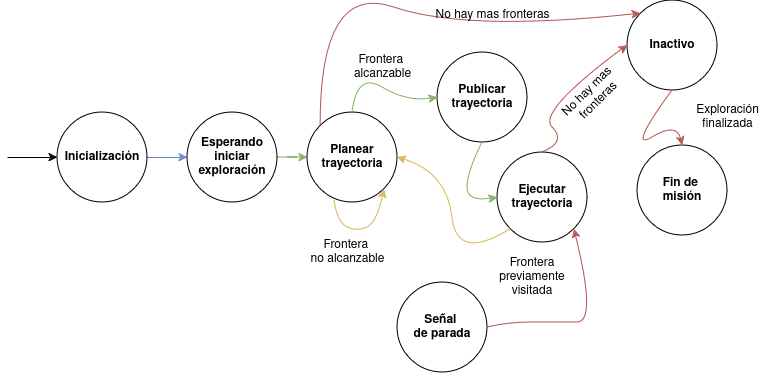 No hay mas fronteras
Inactivo
Frontera
alcanzable
Publicar
trayectoria
No hay mas
fronteras
Exploración
finalizada
Inicialización
Esperando
iniciar
exploración
Planear
trayectoria
Ejecutar
trayectoria
Fin de
misión
Frontera
no alcanzable
Frontera
previamente
visitada
Señal
de parada